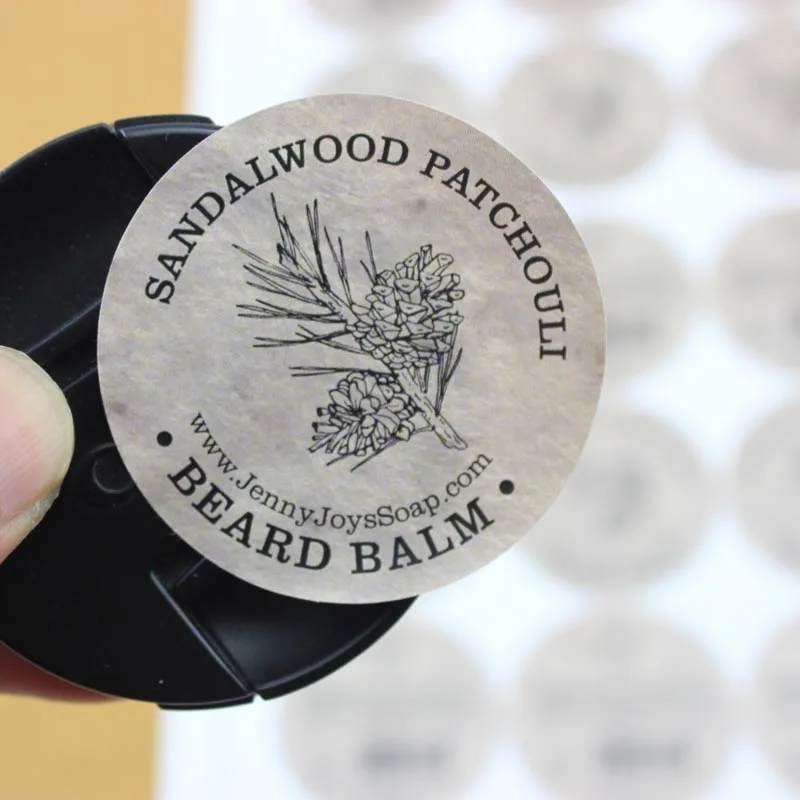 SANDALWOOD PATCHOULI
www.JennyJoysSoap.com
• BEARD BALM •